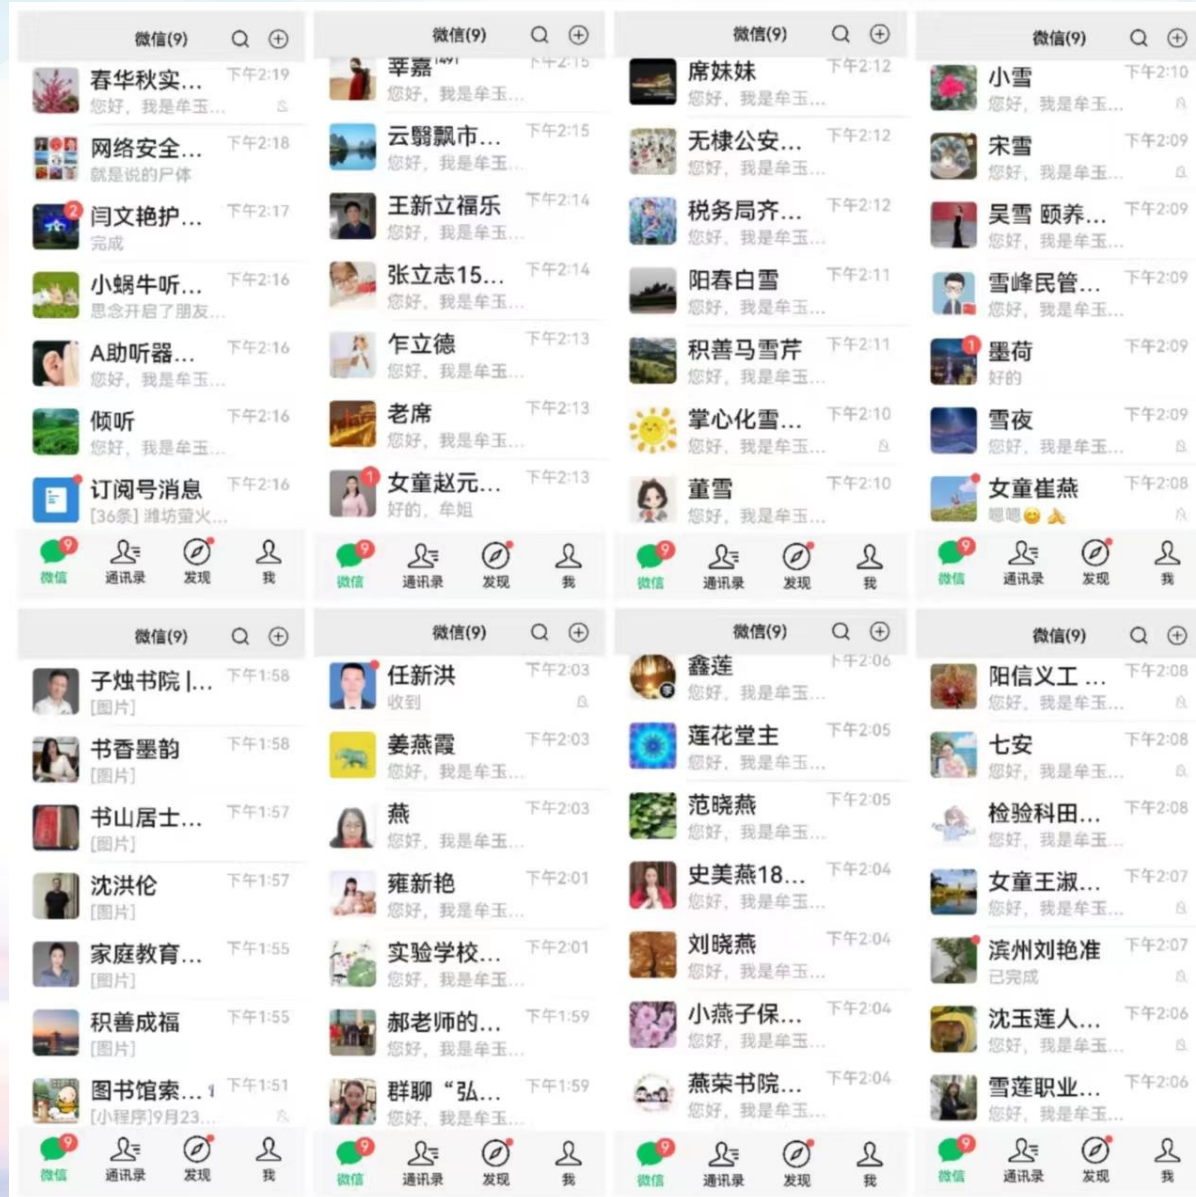 微信(9)
春华秋实... 下午2:19
您好，我是牟玉...
网络安全... 下午2:18
就是说的尸体
2
闫文艳护... 下午2:17
完成
小蜗牛听... 下午2:16
思念开启了朋友...
A助听器... 下午2:16
您好，我是牟玉...
倾听 下午2:16
您好，我是牟玉...
订阅号消息 下午2:16
[36条] 潍坊萤火...
9
微信 通讯录 发现 我
微信(9)
辛嘉1491 下午2:15
您好，我是牟玉...
云翳飘市... 下午2:15
您好，我是牟玉...
王新立福乐 下午2:14
您好，我是牟玉...
张立志15... 下午2:14
您好，我是牟玉...
乍立德 下午2:13
您好，我是牟玉...
老席 下午2:13
您好，我是牟玉...
1
女童赵元... 下午2:13
好的，牟姐
9
微信 通讯录 发现 我
微信(9)
席妹妹 下午2:12
您好，我是牟玉...
无棣公安... 下午2:12
您好，我是牟玉...
税务局齐... 下午2:12
您好，我是牟玉...
阳春白雪 下午2:11
您好，我是牟玉...
积善马雪芹 下午2:11
您好，我是牟玉...
掌心化雪... 下午2:10
您好，我是牟玉...
董雪 下午2:10
您好，我是牟玉...
9
微信 通讯录 发现 我
微信(9)
小雪 下午2:10
您好，我是牟玉...
宋雪 下午2:09
您好，我是牟玉...
吴雪 颐养... 下午2:09
您好，我是牟玉...
雪峰民管... 下午2:09
您好，我是牟玉...
1
墨荷 下午2:09
好的
雪夜 下午2:09
您好，我是牟玉...
女童崔燕 下午2:08
嗯嗯😊🙏
9
微信 通讯录 发现 我
微信(9)
子烛书院 |... 下午1:58
[图片]
书香墨韵 下午1:58
[图片]
书山居士... 下午1:57
[图片]
沈洪伦 下午1:57
[图片]
家庭教育... 下午1:55
[图片]
积善成福 下午1:55
[图片]
图书馆索... 下午1:51
[小程序]9月23...
9
微信 通讯录 发现 我
微信(9)
任新洪 下午2:03
收到
姜燕霞 下午2:03
您好，我是牟玉...
燕 下午2:03
您好，我是牟玉...
雍新艳 下午2:01
您好，我是牟玉...
实验学校... 下午2:01
您好，我是牟玉...
郝老师的... 下午1:59
您好，我是牟玉...
群聊“弘... 下午1:59
您好，我是牟玉...
9
微信 通讯录 发现 我
微信(9)
鑫莲 下午2:06
您好，我是牟玉...
莲花堂主 下午2:05
您好，我是牟玉...
范晓燕 下午2:05
您好，我是牟玉...
史美燕18... 下午2:04
您好，我是牟玉...
刘晓燕 下午2:04
您好，我是牟玉...
小燕子保... 下午2:04
您好，我是牟玉...
燕荣书院... 下午2:04
您好，我是牟玉...
9
微信 通讯录 发现 我
微信(9)
阳信义工 ... 下午2:08
您好，我是牟玉...
七安 下午2:08
您好，我是牟玉...
检验科田... 下午2:08
您好，我是牟玉...
女童王淑... 下午2:07
您好，我是牟玉...
滨州刘艳准 下午2:07
已完成
沈玉莲人... 下午2:06
您好，我是牟玉...
雪莲职业... 下午2:06
您好，我是牟玉...
9
微信 通讯录 发现 我